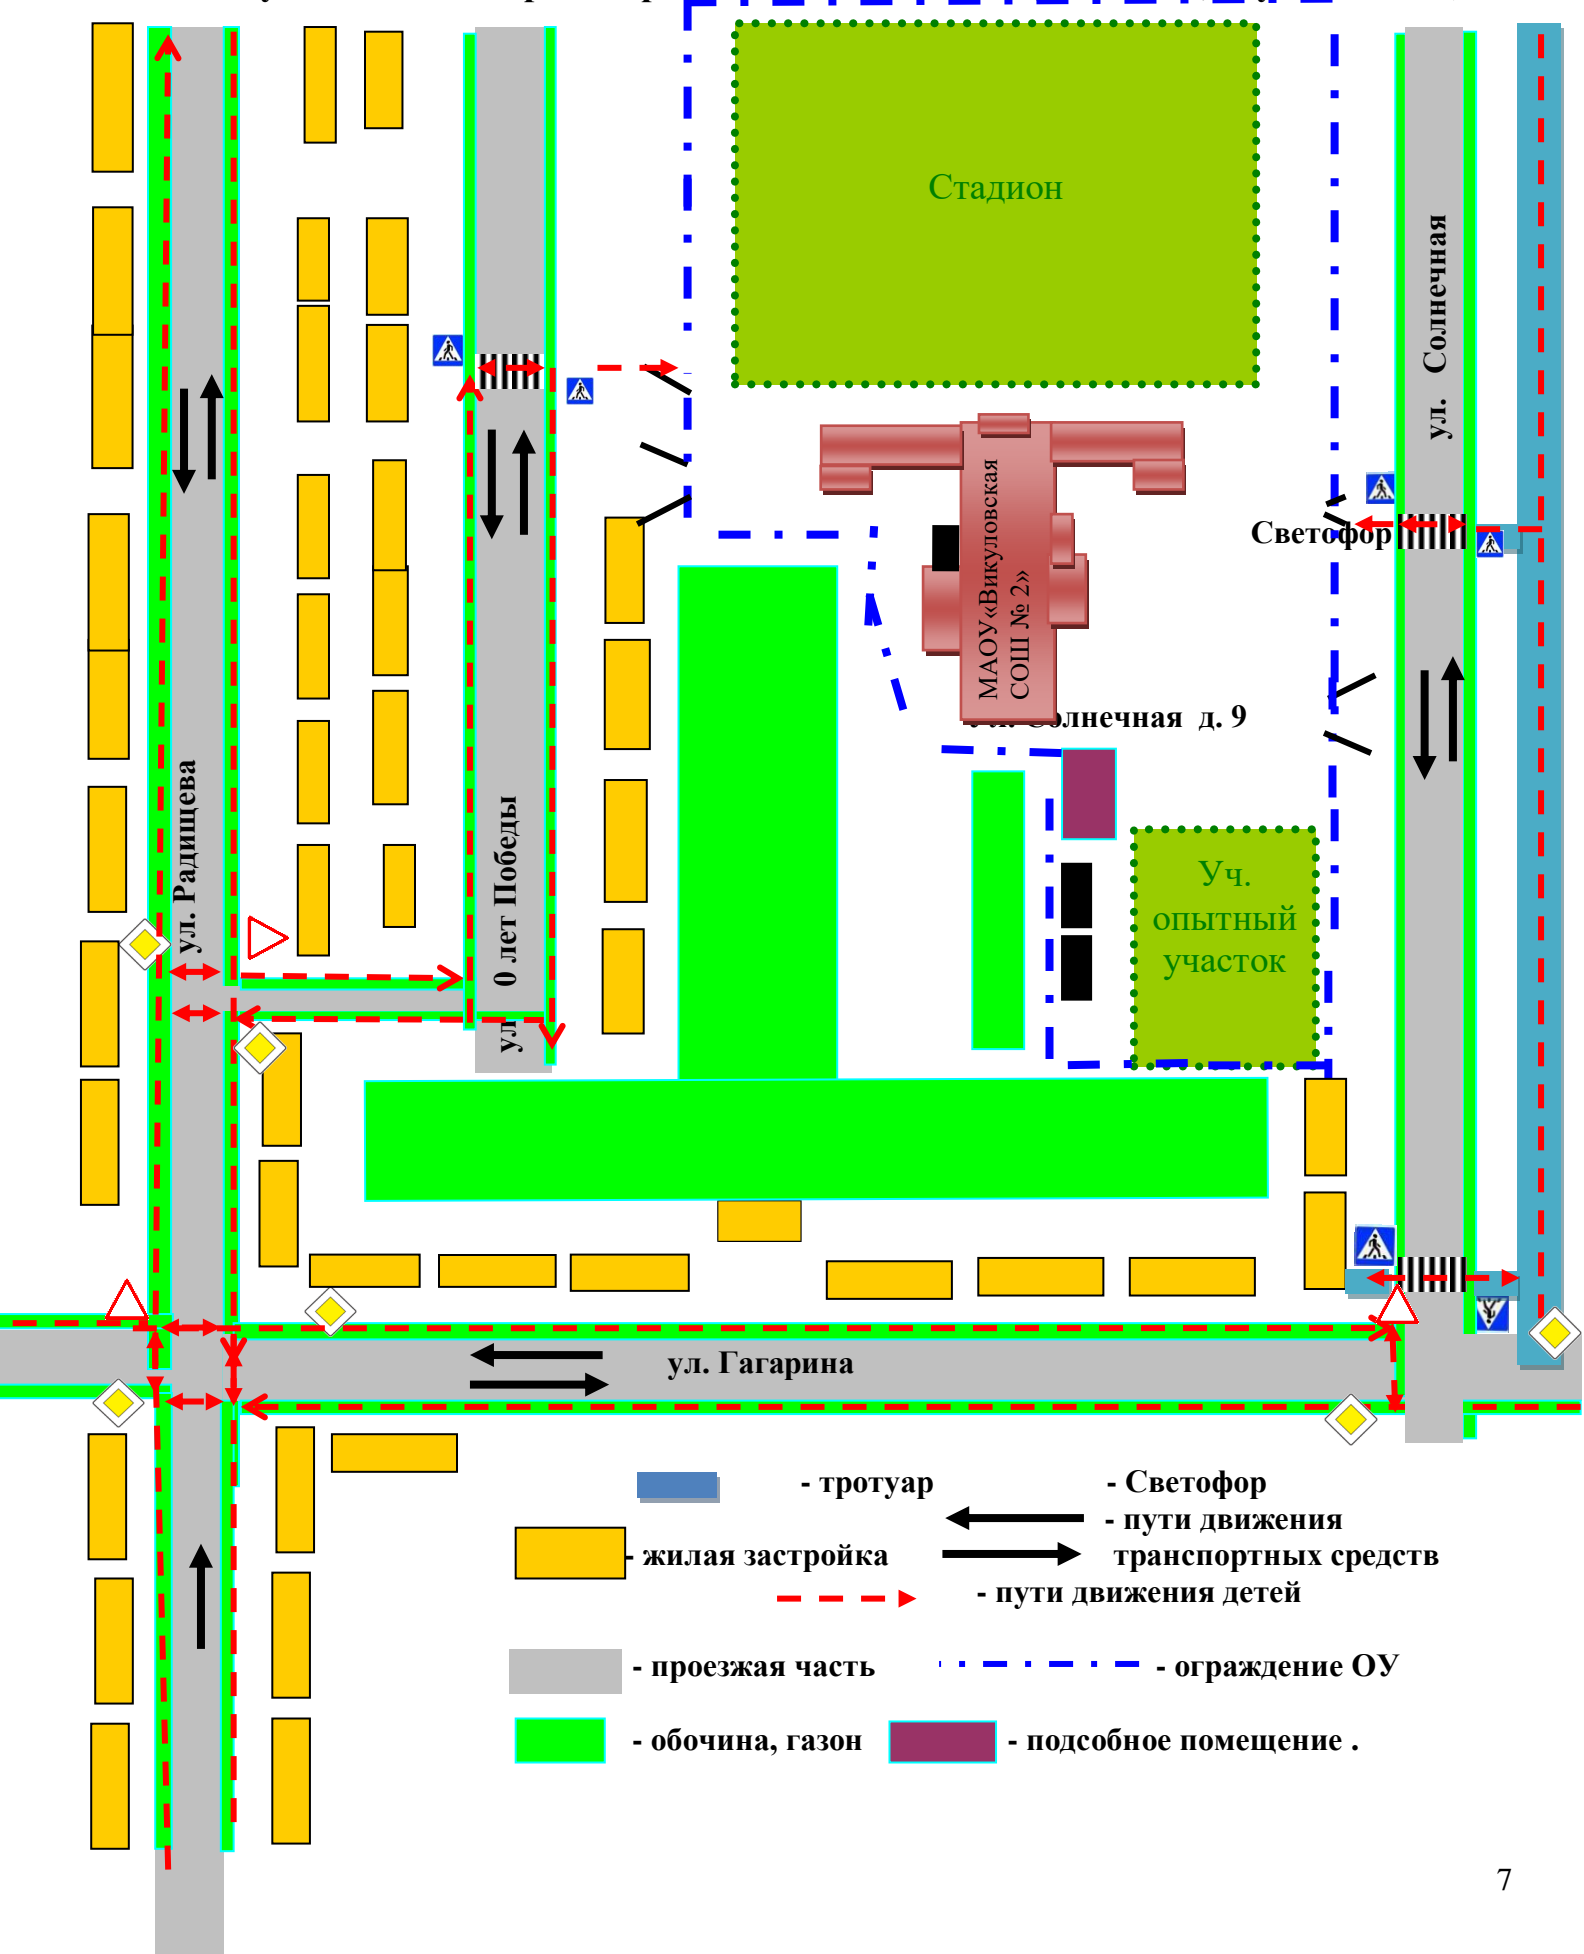 Стадион
ул. Солнечная
Светофор
МАОУ«Викуловская
СОШ № 2»
олнечная д. 9
ул. Радищева
0 лет Победы
ул
Уч.
опытный
участок
ул. Гагарина
- тротуар
- Светофор
- пути движения
- жилая застройка
транспортных средств
- пути движения детей
- проезжая часть
- ограждение ОУ
- обочина, газон
- подсобное помещение .
7